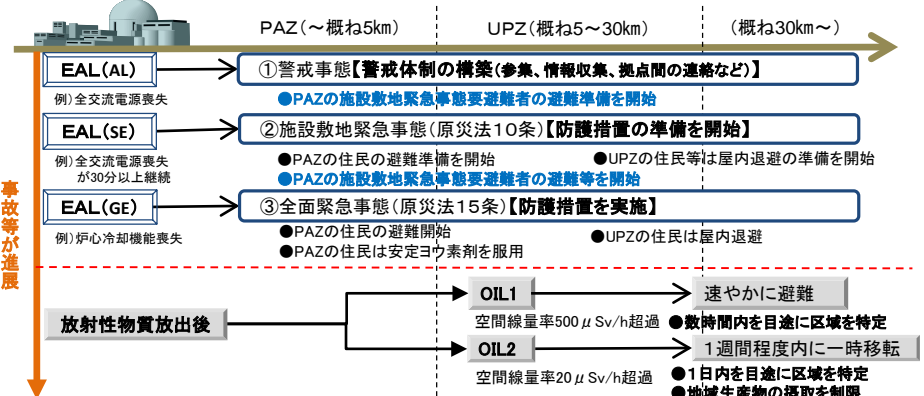 PAZ(～概ね5km)
UPZ(概ね5～30km)
(概ね30km～)
EAL(AL)
①警戒事態【警戒体制の構築(参集、情報収集、拠点間の連絡など)】
例)全交流電源喪失
●PAZの施設敷地緊急事態要避難者の避難準備を開始
EAL(SE)
②施設敷地緊急事態(原災法10条)【防護措置の準備を開始】
例)全交流電源喪失
が30分以上継続
●PAZの住民の避難準備を開始
●UPZの住民等は屋内退避の準備を開始
●PAZの施設敷地緊急事態要避難者の避難等を開始
EAL(GE)
③全面緊急事態(原災法15条)【防護措置を実施】
例)炉心冷却機能喪失
●PAZの住民の避難開始
●UPZの住民は屋内退避
●PAZの住民は安定ヨウ素剤を服用
事故等が進展
放射性物質放出後
OIL1
速やかに避難
空間線量率500μSv/h超過
●数時間内を目途に区域を特定
OIL2
1週間程度内に一時移転
空間線量率20μSv/h超過
●1日内を目途に区域を特定
●地域生産物の摂取を制限